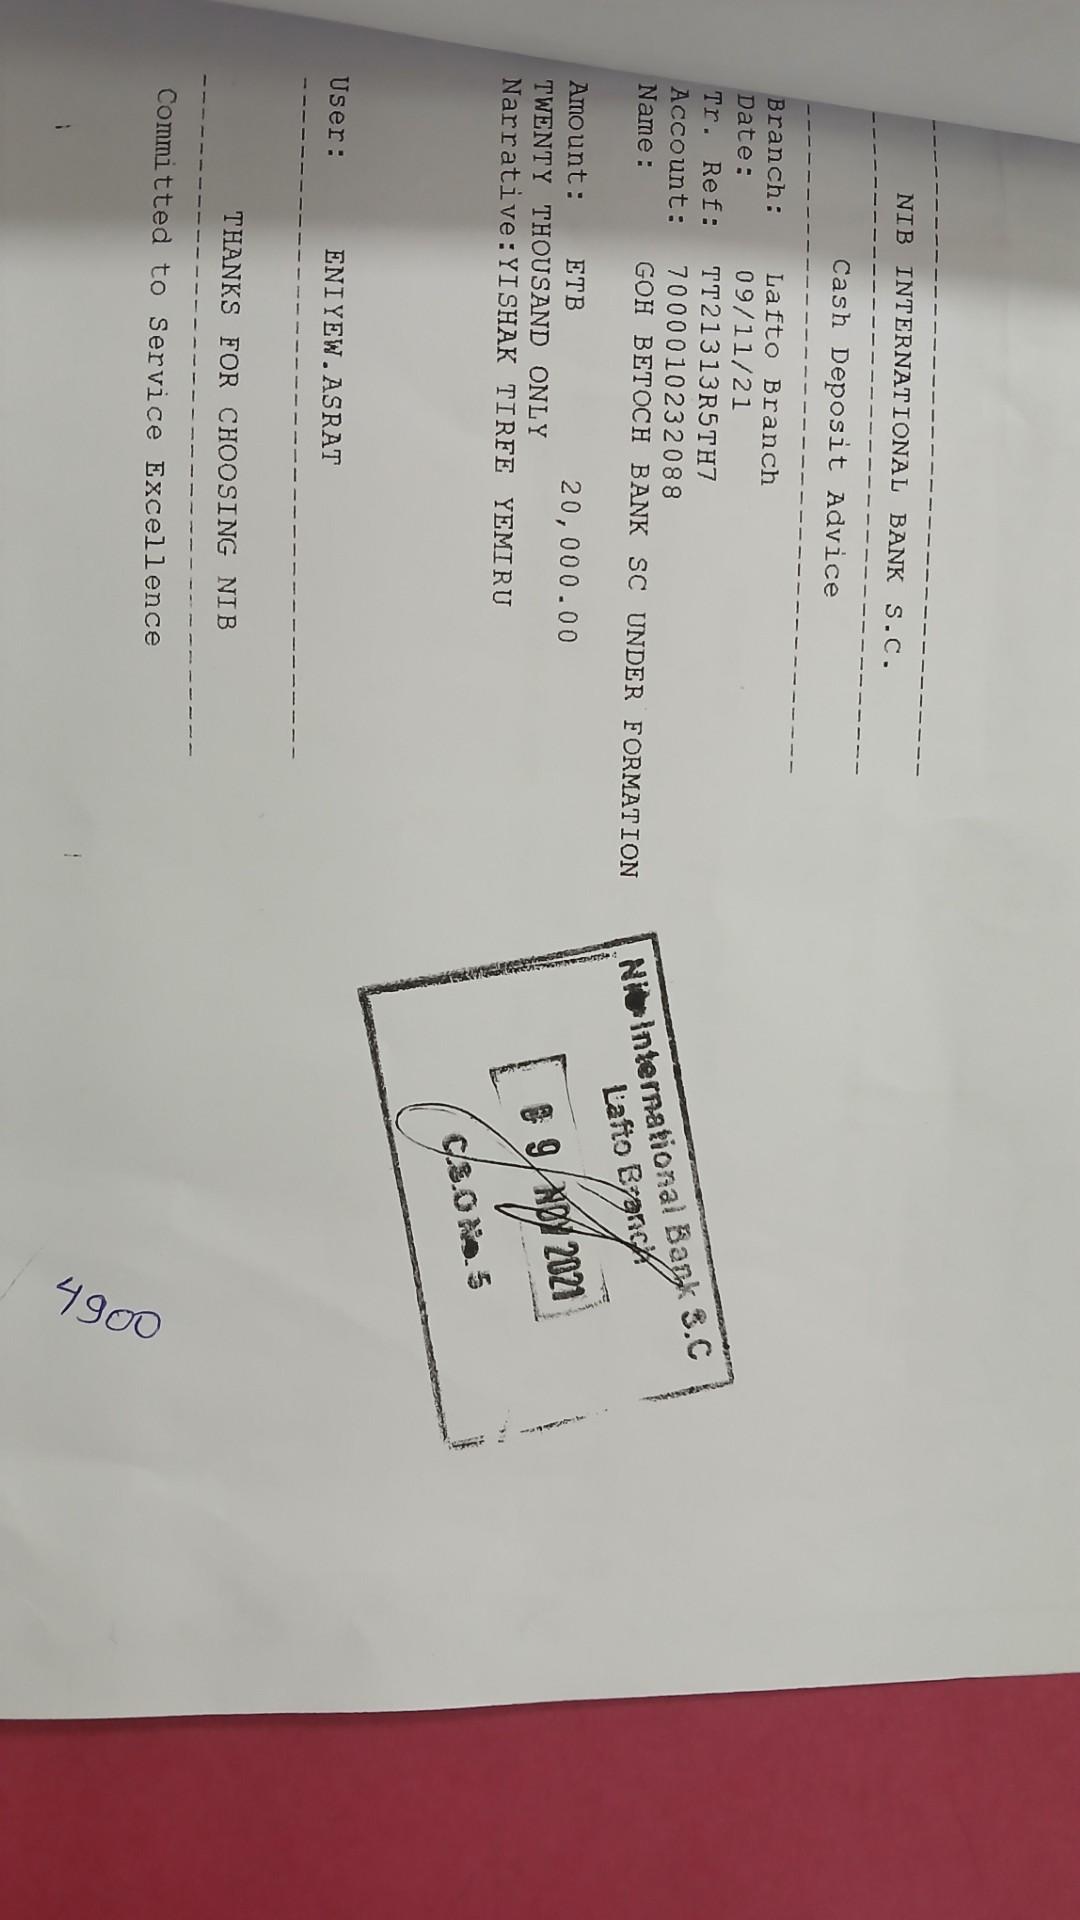 NIB INTERNATIONAL BANK S.C.
Cash Deposit Advice
Branch: Lafto Branch
Date: 09/11/21
Tr. Ref: TT21313R5TH7
Account: 7000010232088
Name: GOH BETOCH BANK SC UNDER FORMATION
Amount: ETB 20,000.00
TWENTY THOUSAND ONLY
Narrative:YISHAK TIRFE YEMIRU
User: ENIYEW.ASRAT
THANKS FOR CHOOSING NIB
Committed to Service Excellence
Nib International Bank S.C
Lafto Branch
09 NOV 2021
C.S.O No. 5
4900